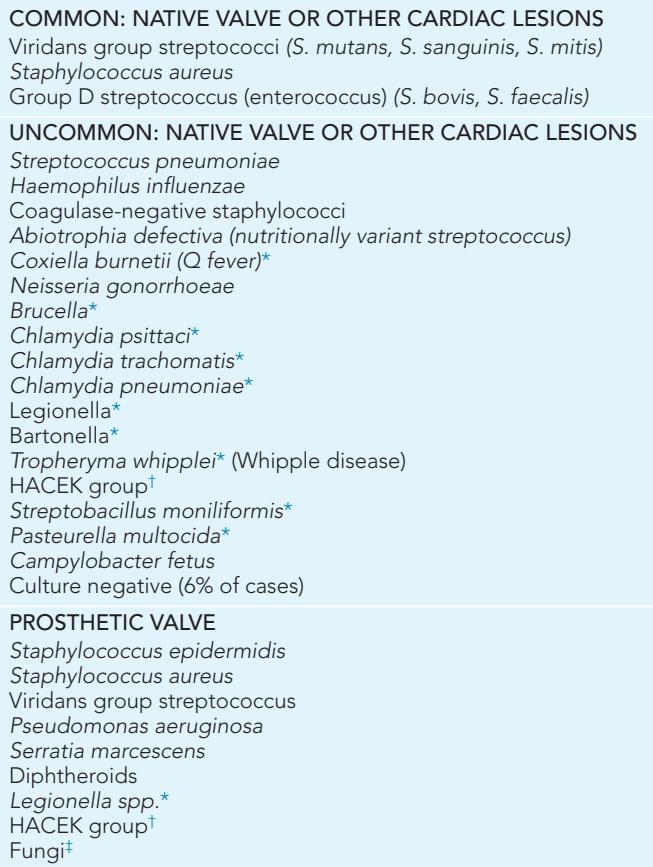 COMMON: NATIVE VALVE OR OTHER CARDIAC LESIONS
Viridans group streptococci (S. mutans, S. sanguinis, S. mitis)
Staphylococcus aureus
Group D streptococcus (enterococcus) (S. bovis, S. faecalis)
UNCOMMON: NATIVE VALVE OR OTHER CARDIAC LESIONS
Streptococcus pneumoniae
Haemophilus influenzae
Coagulase-negative staphylococci
Abiotrophia defectiva (nutritionally variant streptococcus)
Coxiella burnetii (Q fever)*
Neisseria gonorrhoeae
Brucella*
Chlamydia psittaci*
Chlamydia trachomatis*
Chlamydia pneumoniae*
Legionella*
Bartonella*
Tropheryma whipplei* (Whipple disease)
HACEK group†
Streptobacillus moniliformis*
Pasteurella multocida*
Campylobacter fetus
Culture negative (6% of cases)
PROSTHETIC VALVE
Staphylococcus epidermidis
Staphylococcus aureus
Viridans group streptococcus
Pseudomonas aeruginosa
Serratia marcescens
Diphtheroids
Legionella spp.*
HACEK group†
Fungi‡